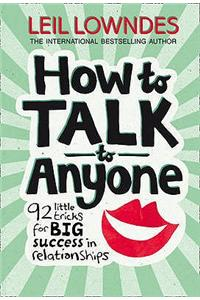 LEIL LOWNDES
THE INTERNATIONAL BESTSELLING AUTHOR
HOW to
TALK
to
Anyone
92 little
tricks
for BIG
success in
relationships